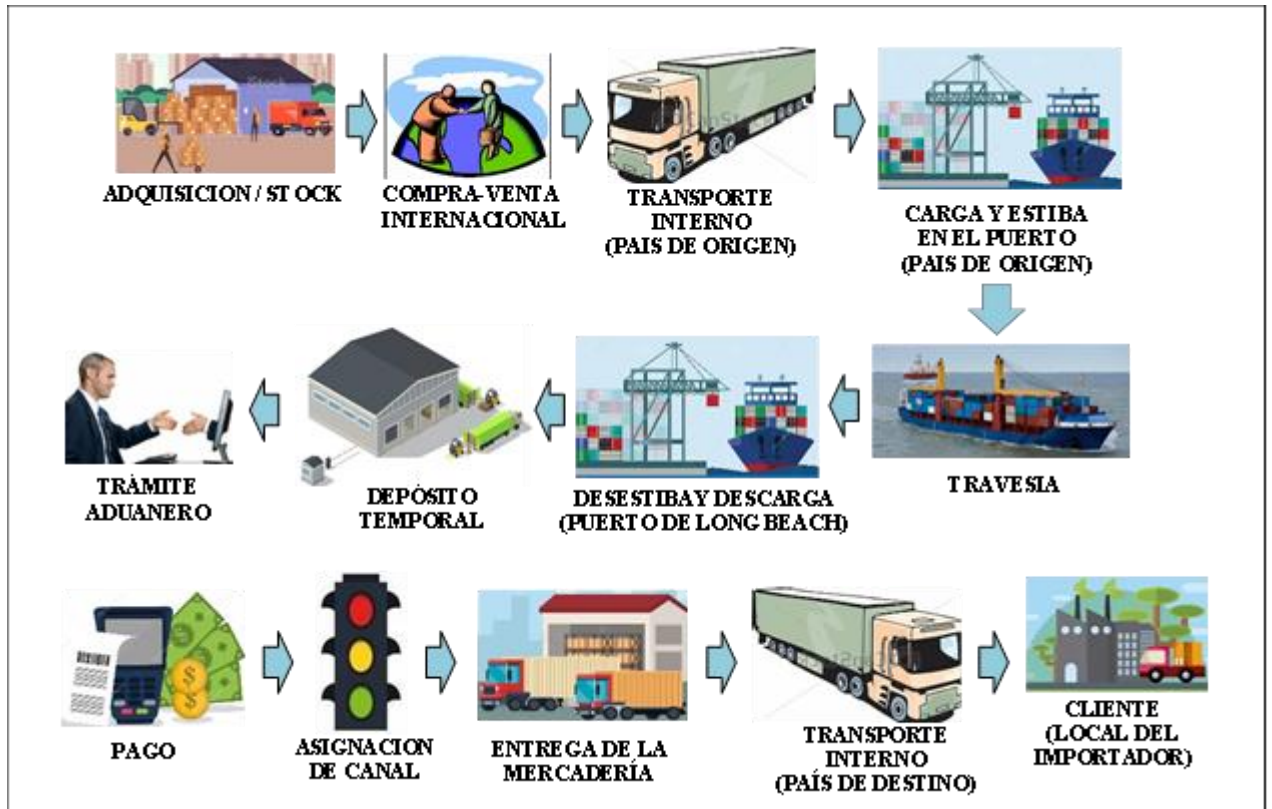 ADQUISICION / STOCK
COMPRA-VENTA
INTERNACIONAL
TRANSPORTE
INTERNO
(PAIS DE ORIGEN)
CARGA Y ESTIBA
EN EL PUERTO
(PAIS DE ORIGEN)
TRÀMITE
ADUANERO
DEPÒSITO
TEMPORAL
DESESTIBA Y DESCARGA
(PUERTO DE LONG BEACH)
TRAVESIA
PAGO
ASIGNACION
DE CANAL
ENTREGA DE LA
MERCADERÍA
TRANSPORTE
INTERNO
(PAÍS DE DESTINO)
CLIENTE
(LOCAL DEL
IMPORTADOR)